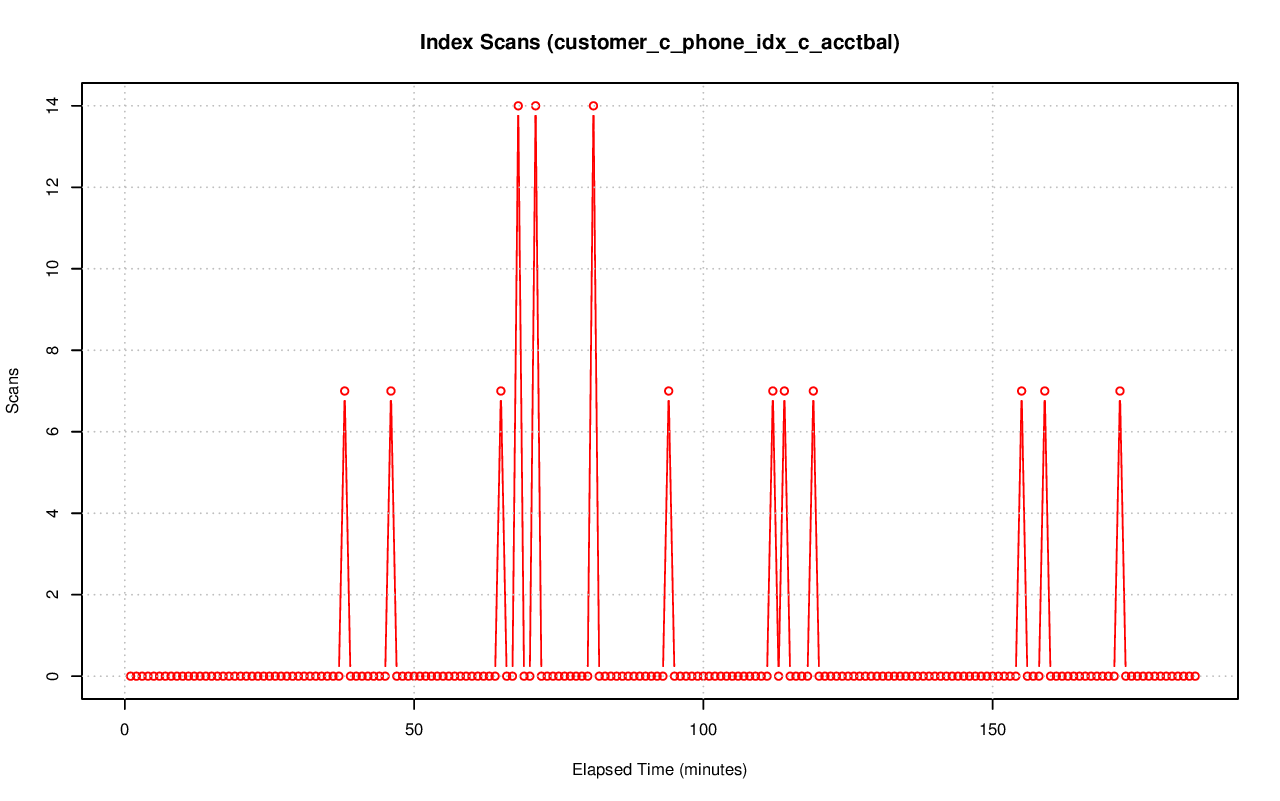 Index Scans (customer_c_phone_idx_c_acctbal)
14
12
10
8
6
4
2
0
Scans
0 50 100 150
Elapsed Time (minutes)